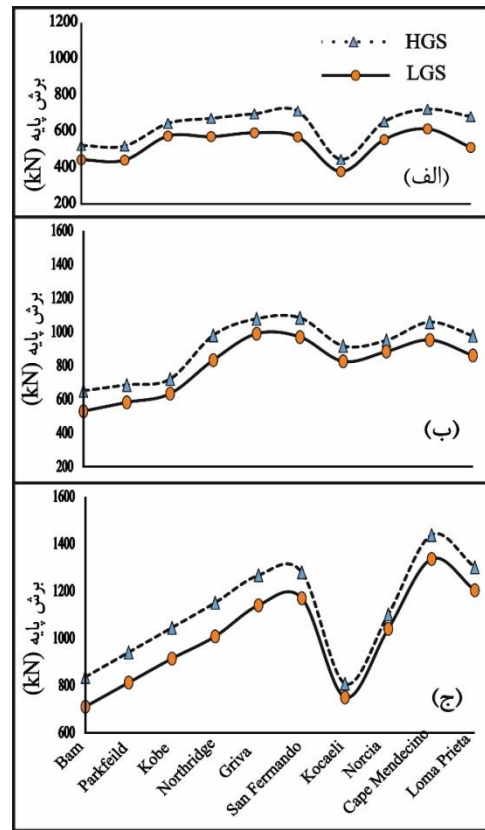 1200
1000
800
600
400
200
برش پایه (kN)
HGS
LGS
(الف)
1600
1400
1200
1000
800
600
400
200
برش پایه (kN)
(ب)
1600
1400
1200
1000
800
600
برش پایه (kN)
(ج)
Bam
Parkfeild
Kobe
Northridge
Griva
San Fernnando
Kocaeli
Norcia
Cape Mendecino
Loma Prieta